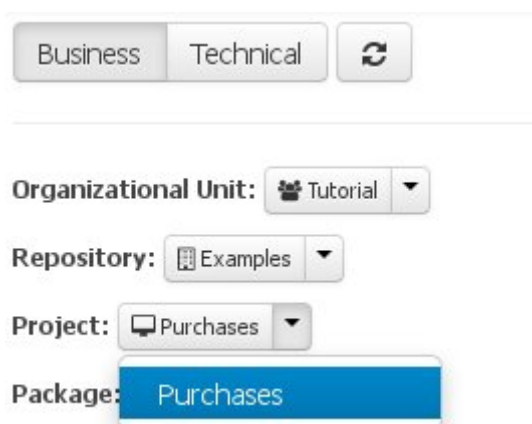 Business Technical
Organizational Unit: Tutorial
Repository: Examples
Project: Purchases
Package: Purchases